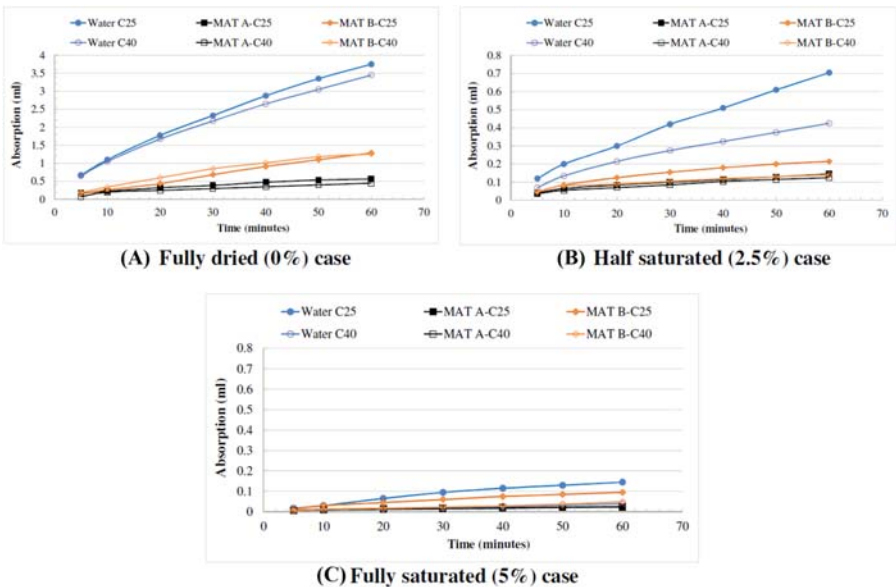 Water C25 MAT A-C25 MAT B-C25
Water C40 MAT A-C40 MAT B-C40
4
3.5
3
2.5
2
1.5
1
0.5
0
0 10 20 30 40 50 60 70
Absorption (ml)
Time (minutes)
(A) Fully dried (0%) case
Water C25 MAT A-C25 MAT B-C25
Water C40 MAT A-C40 MAT B-C40
0.8
0.7
0.6
0.5
0.4
0.3
0.2
0.1
0
0 10 20 30 40 50 60 70
Absorption (ml)
Time (minutes)
(B) Half saturated (2.5%) case
Water C25 MAT A-C25 MAT B-C25
Water C40 MAT A-C40 MAT B-C40
0.8
0.7
0.6
0.5
0.4
0.3
0.2
0.1
0
0 10 20 30 40 50 60 70
Absorption (ml)
Time (minutes)
(C) Fully saturated (5%) case